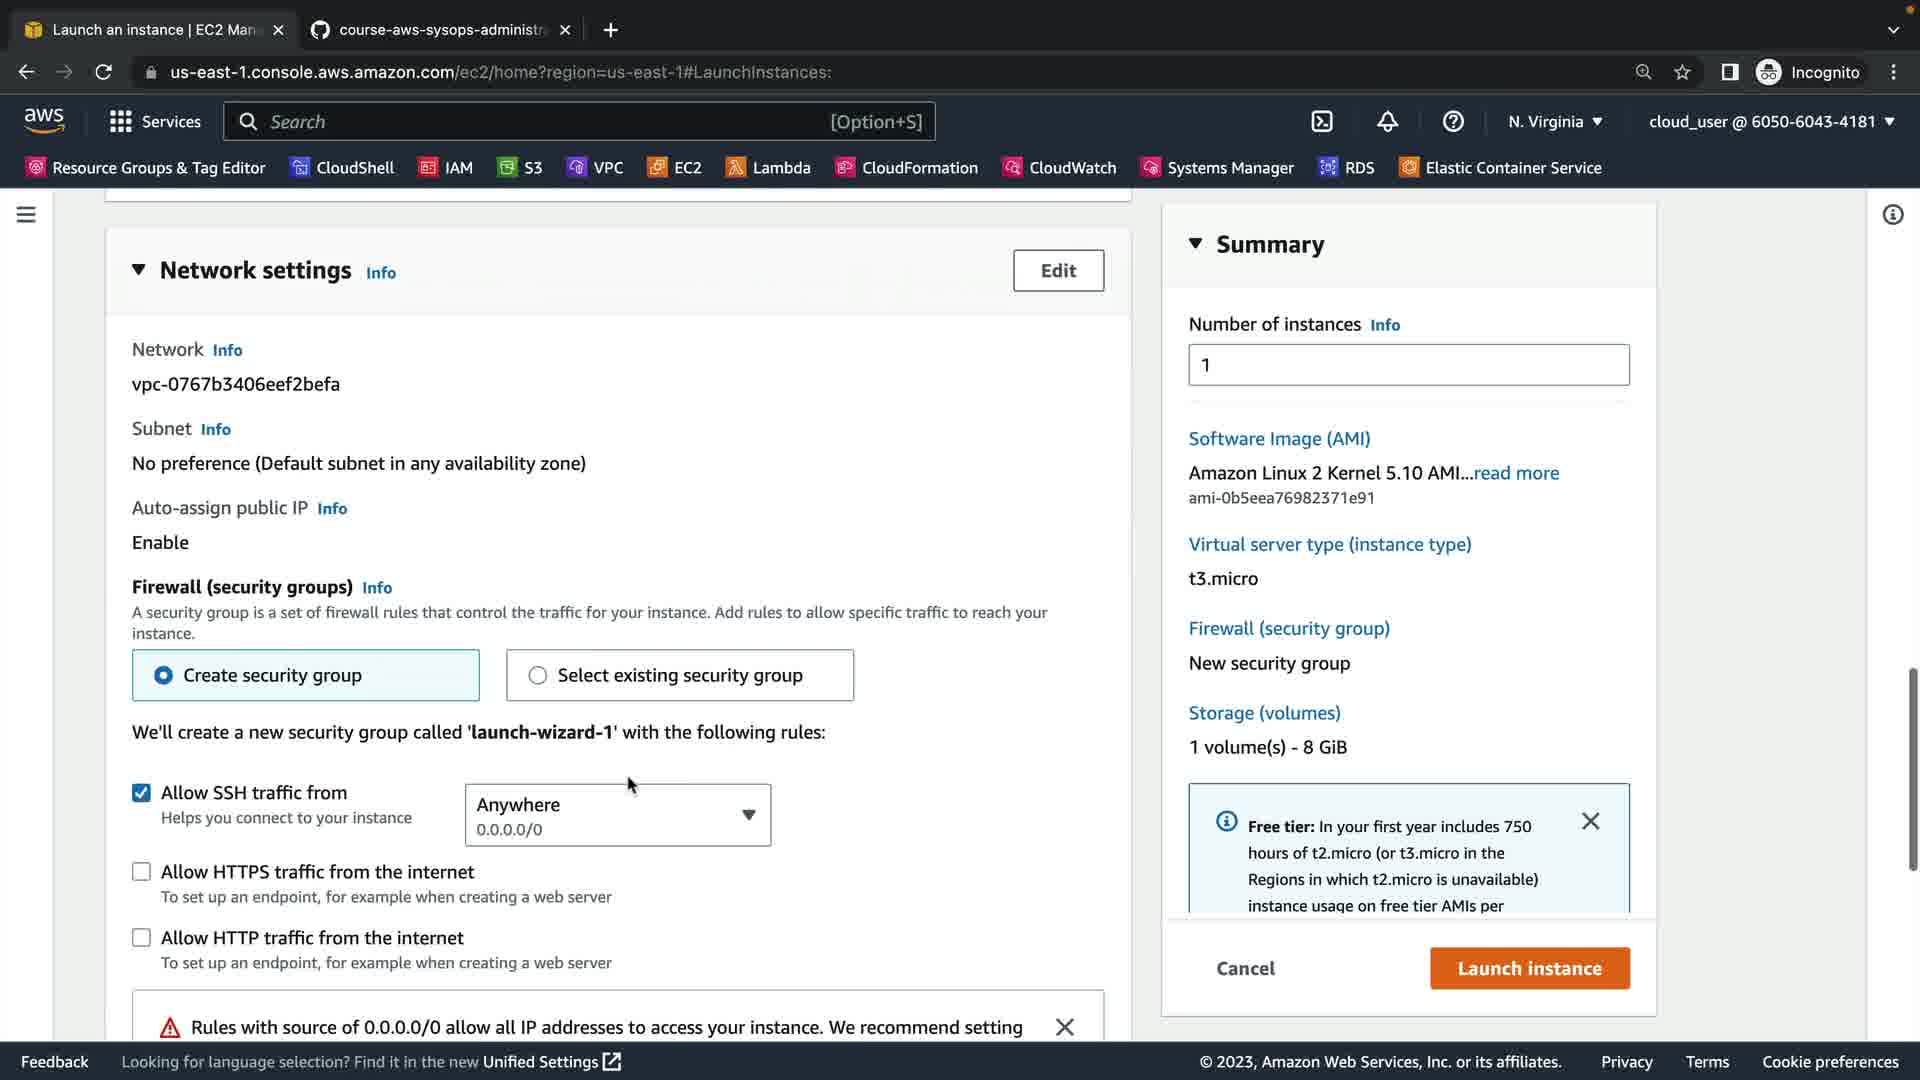 Launch an instance | EC2 Man
course-aws-sysops-administra
us-east-1.console.aws.amazon.com/ec2/home?region=us-east-1#LaunchInstances:
Incognito
aws
Services
Search
[Option+S]
N. Virginia
cloud_user @ 6050-6043-4181
Resource Groups & Tag Editor
CloudShell
IAM
S3
VPC
EC2
Lambda
CloudFormation
CloudWatch
Systems Manager
RDS
Elastic Container Service
Network settings Info
Edit
Network Info
vpc-0767b3406eef2befa
Subnet Info
No preference (Default subnet in any availability zone)
Auto-assign public IP Info
Enable
Firewall (security groups) Info
A security group is a set of firewall rules that control the traffic for your instance. Add rules to allow specific traffic to reach your
instance.
Create security group
Select existing security group
We'll create a new security group called 'launch-wizard-1' with the following rules:
Allow SSH traffic from
Helps you connect to your instance
Anywhere
0.0.0.0/0
Allow HTTPS traffic from the internet
To set up an endpoint, for example when creating a web server
Allow HTTP traffic from the internet
To set up an endpoint, for example when creating a web server
Rules with source of 0.0.0.0/0 allow all IP addresses to access your instance. We recommend setting
Summary
Number of instances Info
1
Software Image (AMI)
Amazon Linux 2 Kernel 5.10 AMI...read more
ami-0b5eea76982371e91
Virtual server type (instance type)
t3.micro
Firewall (security group)
New security group
Storage (volumes)
1 volume(s) - 8 GiB
Free tier: In your first year includes 750
hours of t2.micro (or t3.micro in the
Regions in which t2.micro is unavailable)
instance usage on free tier AMIs per
Cancel
Launch instance
Feedback
Looking for language selection? Find it in the new Unified Settings
© 2023, Amazon Web Services, Inc. or its affiliates.
Privacy
Terms
Cookie preferences